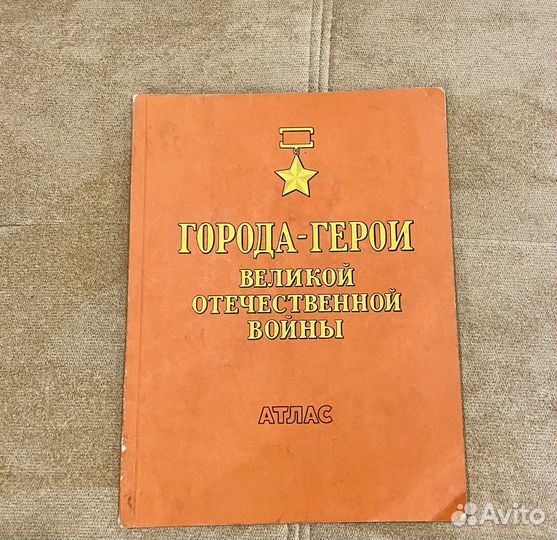 ГОРОДА-ГЕРОИ
ВЕЛИКОЙ
ОТЕЧЕСТВЕННОЙ
ВОЙНЫ
АТЛАС
Avito